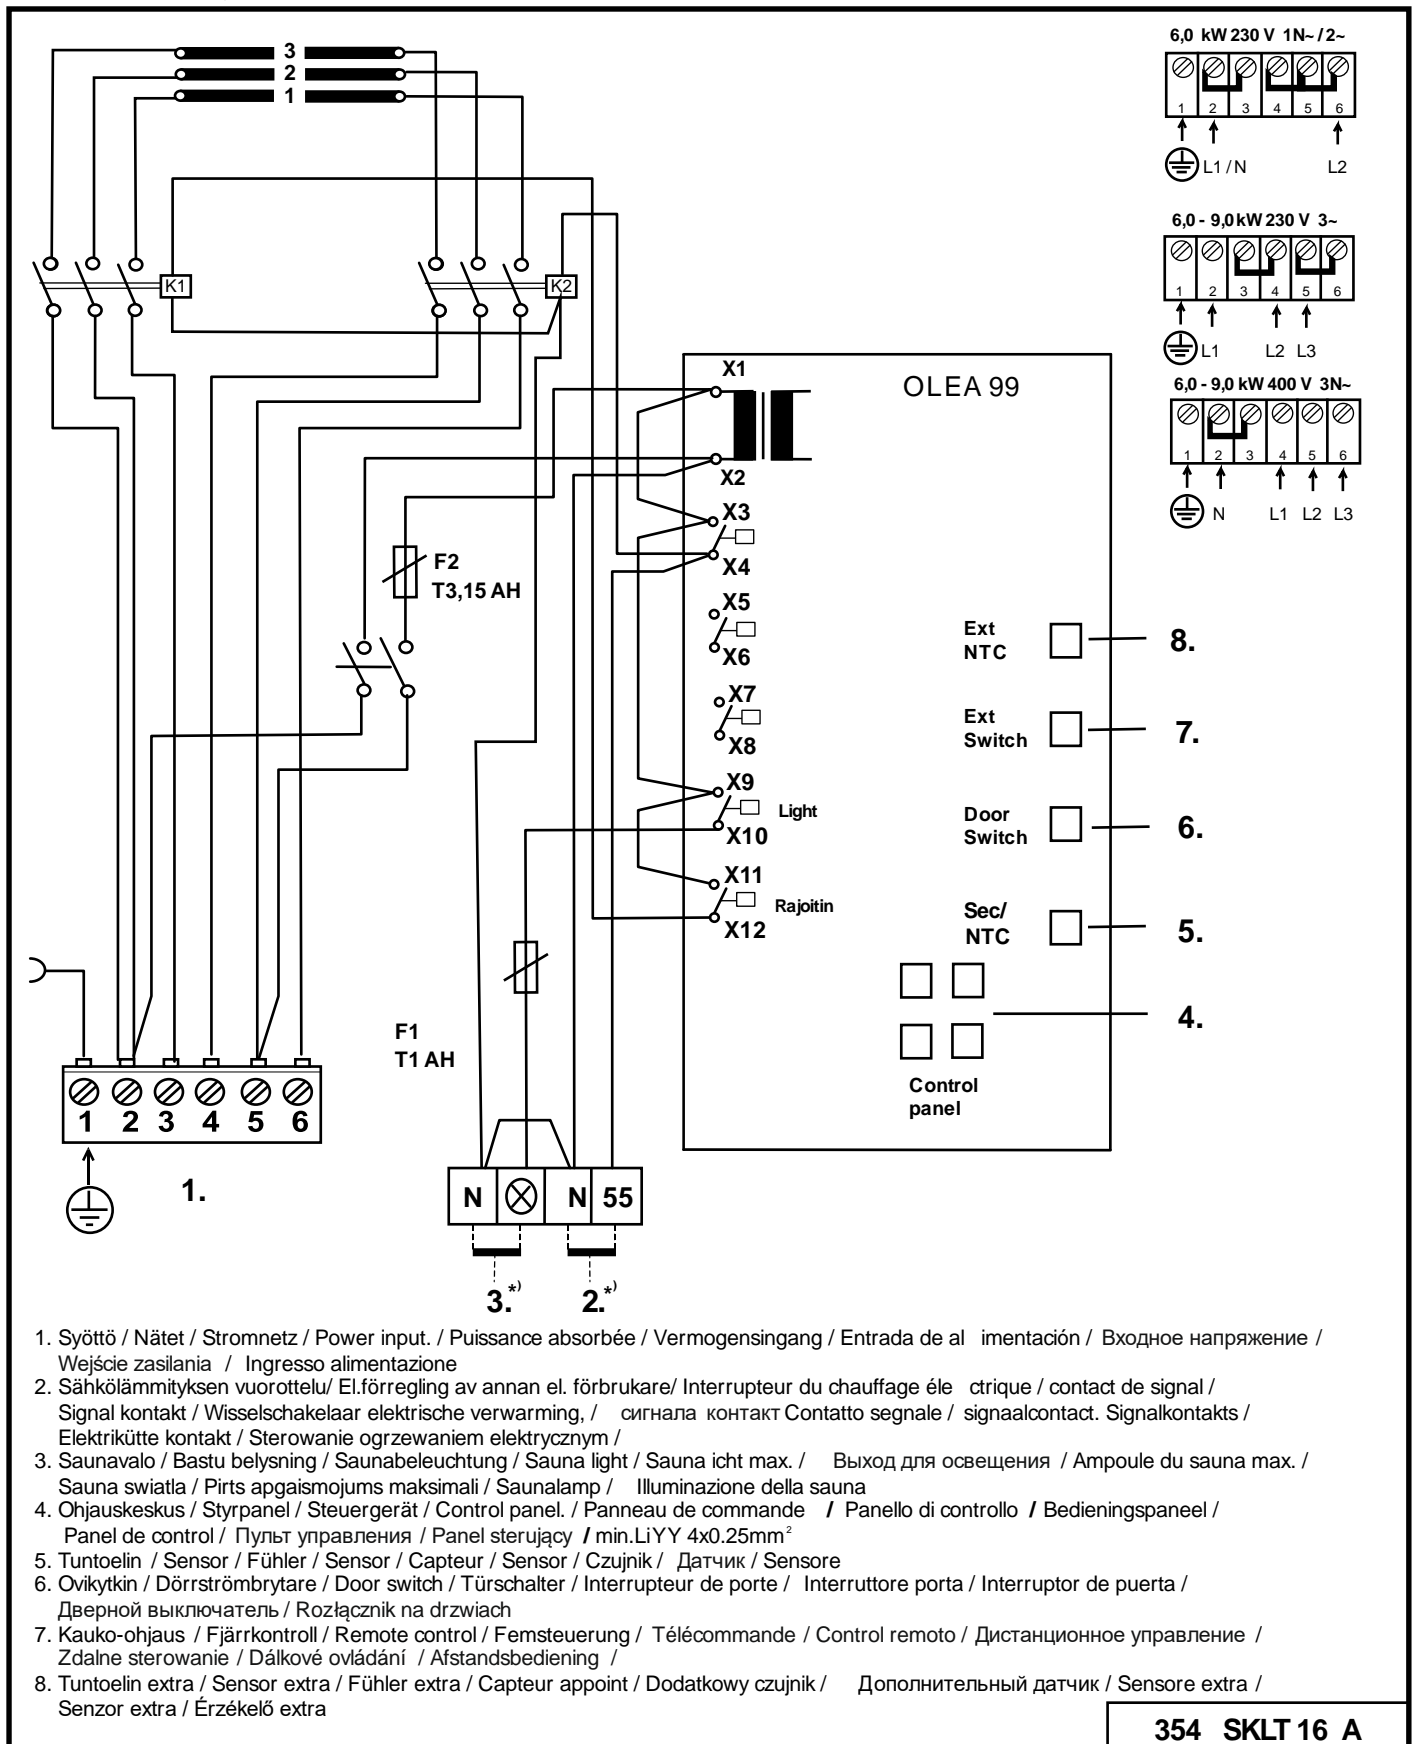 3
2
1
K1
K2
6,0 kW 230 V 1N~ / 2~
1 2 3 4 5 6
L1 / N L2
6,0 - 9,0 kW 230 V 3~
1 2 3 4 5 6
L1 L2 L3
6,0 - 9,0 kW 400 V 3N~
1 2 3 4 5 6
N L1 L2 L3
OLEA 99
X1
X2
X3
X4
X5
X6
X7
X8
X9
Light
X10
X11
Rajoitin
X12
F2
T3,15 AH
Ext
NTC
8.
Ext
Switch
7.
Door
Switch
6.
Sec/
NTC
5.
4.
Control
panel
F1
T1 AH
1 2 3 4 5 6
1.
N N 55
3.*)
2.*)
1. Syöttö / Nätet / Stromnetz / Power input. / Puissance absorbée / Vermogensingang / Entrada de al imentación / Входное напряжение /
Wejście zasilania / Ingresso alimentazione
2. Sähkölämmityksen vuorottelu/ El.förregling av annan el. förbrukare/ Interrupteur du chauffage éle ctrique / contact de signal /
Signal kontakt / Wisselschakelaar elektrische verwarming, / сигнала контакт Contatto segnale / signaalcontact. Signalkontakts /
Elektrikütte kontakt / Sterowanie ogrzewaniem elektrycznym /
3. Saunavalo / Bastu belysning / Saunabeleuchtung / Sauna light / Sauna icht max. / Выход для освещения / Ampoule du sauna max. /
Sauna swiatla / Pirts apgaismojums maksimali / Saunalamp / Illuminazione della sauna
4. Ohjauskeskus / Styrpanel / Steuergerät / Control panel. / Panneau de commande / Panello di controllo / Bedieningspaneel /
Panel de control / Пульт управления / Panel sterujący / min.LiYY 4x0.25mm²
5. Tuntoelin / Sensor / Fühler / Sensor / Capteur / Sensor / Czujnik / Датчик / Sensore
6. Ovikytkin / Dörrströmbrytare / Door switch / Türschalter / Interrupteur de porte / Interruttore porta / Interruptor de puerta /
Дверной выключатель / Rozłącznik na drzwiach
7. Kauko-ohjaus / Fjärrkontroll / Remote control / Femsteuerung / Télécommande / Control remoto / Дистанционное управление /
Zdalne sterowanie / Dálkové ovládání / Afstandsbediening /
8. Tuntoelin extra / Sensor extra / Fühler extra / Capteur appoint / Dodatkowy czujnik / Дополнительный датчик / Sensore extra /
Senzor extra / Érzékelő extra
354 SKLT 16 A